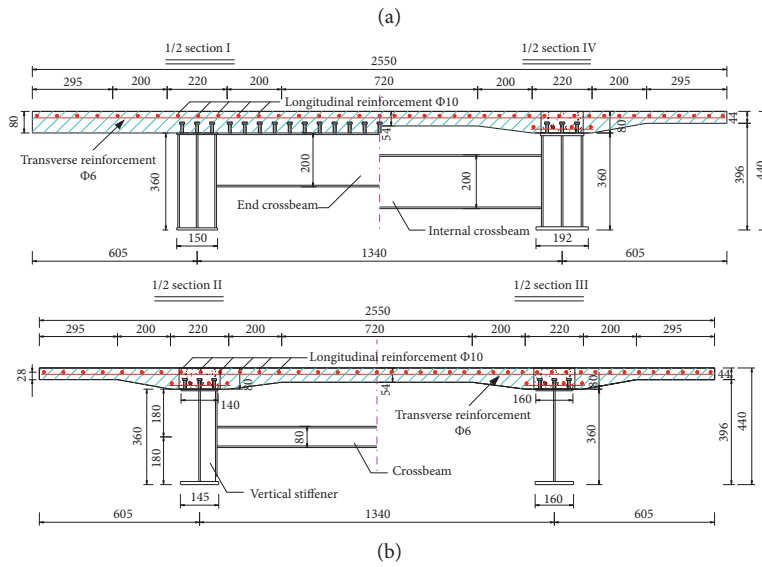 (a)
1/2 section I 1/2 section IV
2550
295 200 220 200 720 200 220 200 295
Longitudinal reinforcement Φ10
80 54 80 44
Transverse reinforcement
Φ6
360 200 200 360 396 440
End crossbeam
Internal crossbeam
150 192
605 1340 605
1/2 section II 1/2 section III
2550
295 200 220 200 720 200 220 200 295
Longitudinal reinforcement Φ10
28 80 54 80 44
140 160
Transverse reinforcement
Φ6
360 180 180 80 360 396 440
Crossbeam
Vertical stiffener
145 160
605 1340 605
(b)